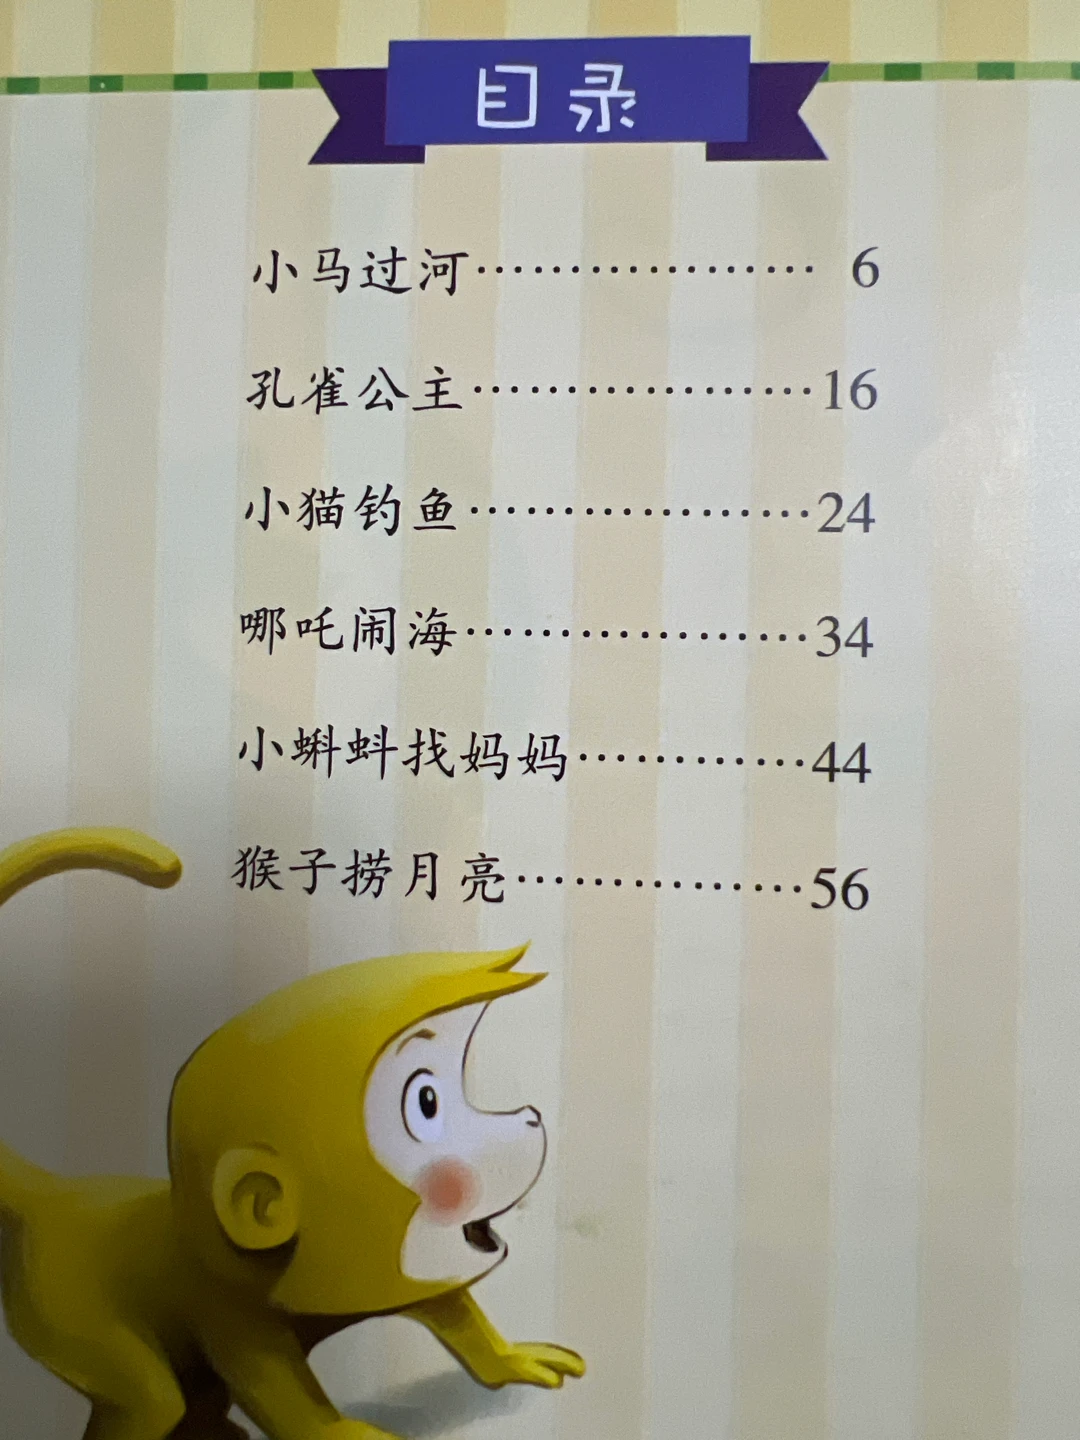 目录
小马过河·················· 6
孔雀公主··················16
小猫钓鱼··················24
哪吒闹海··················34
小蝌蚪找妈妈············44
猴子捞月亮···············56